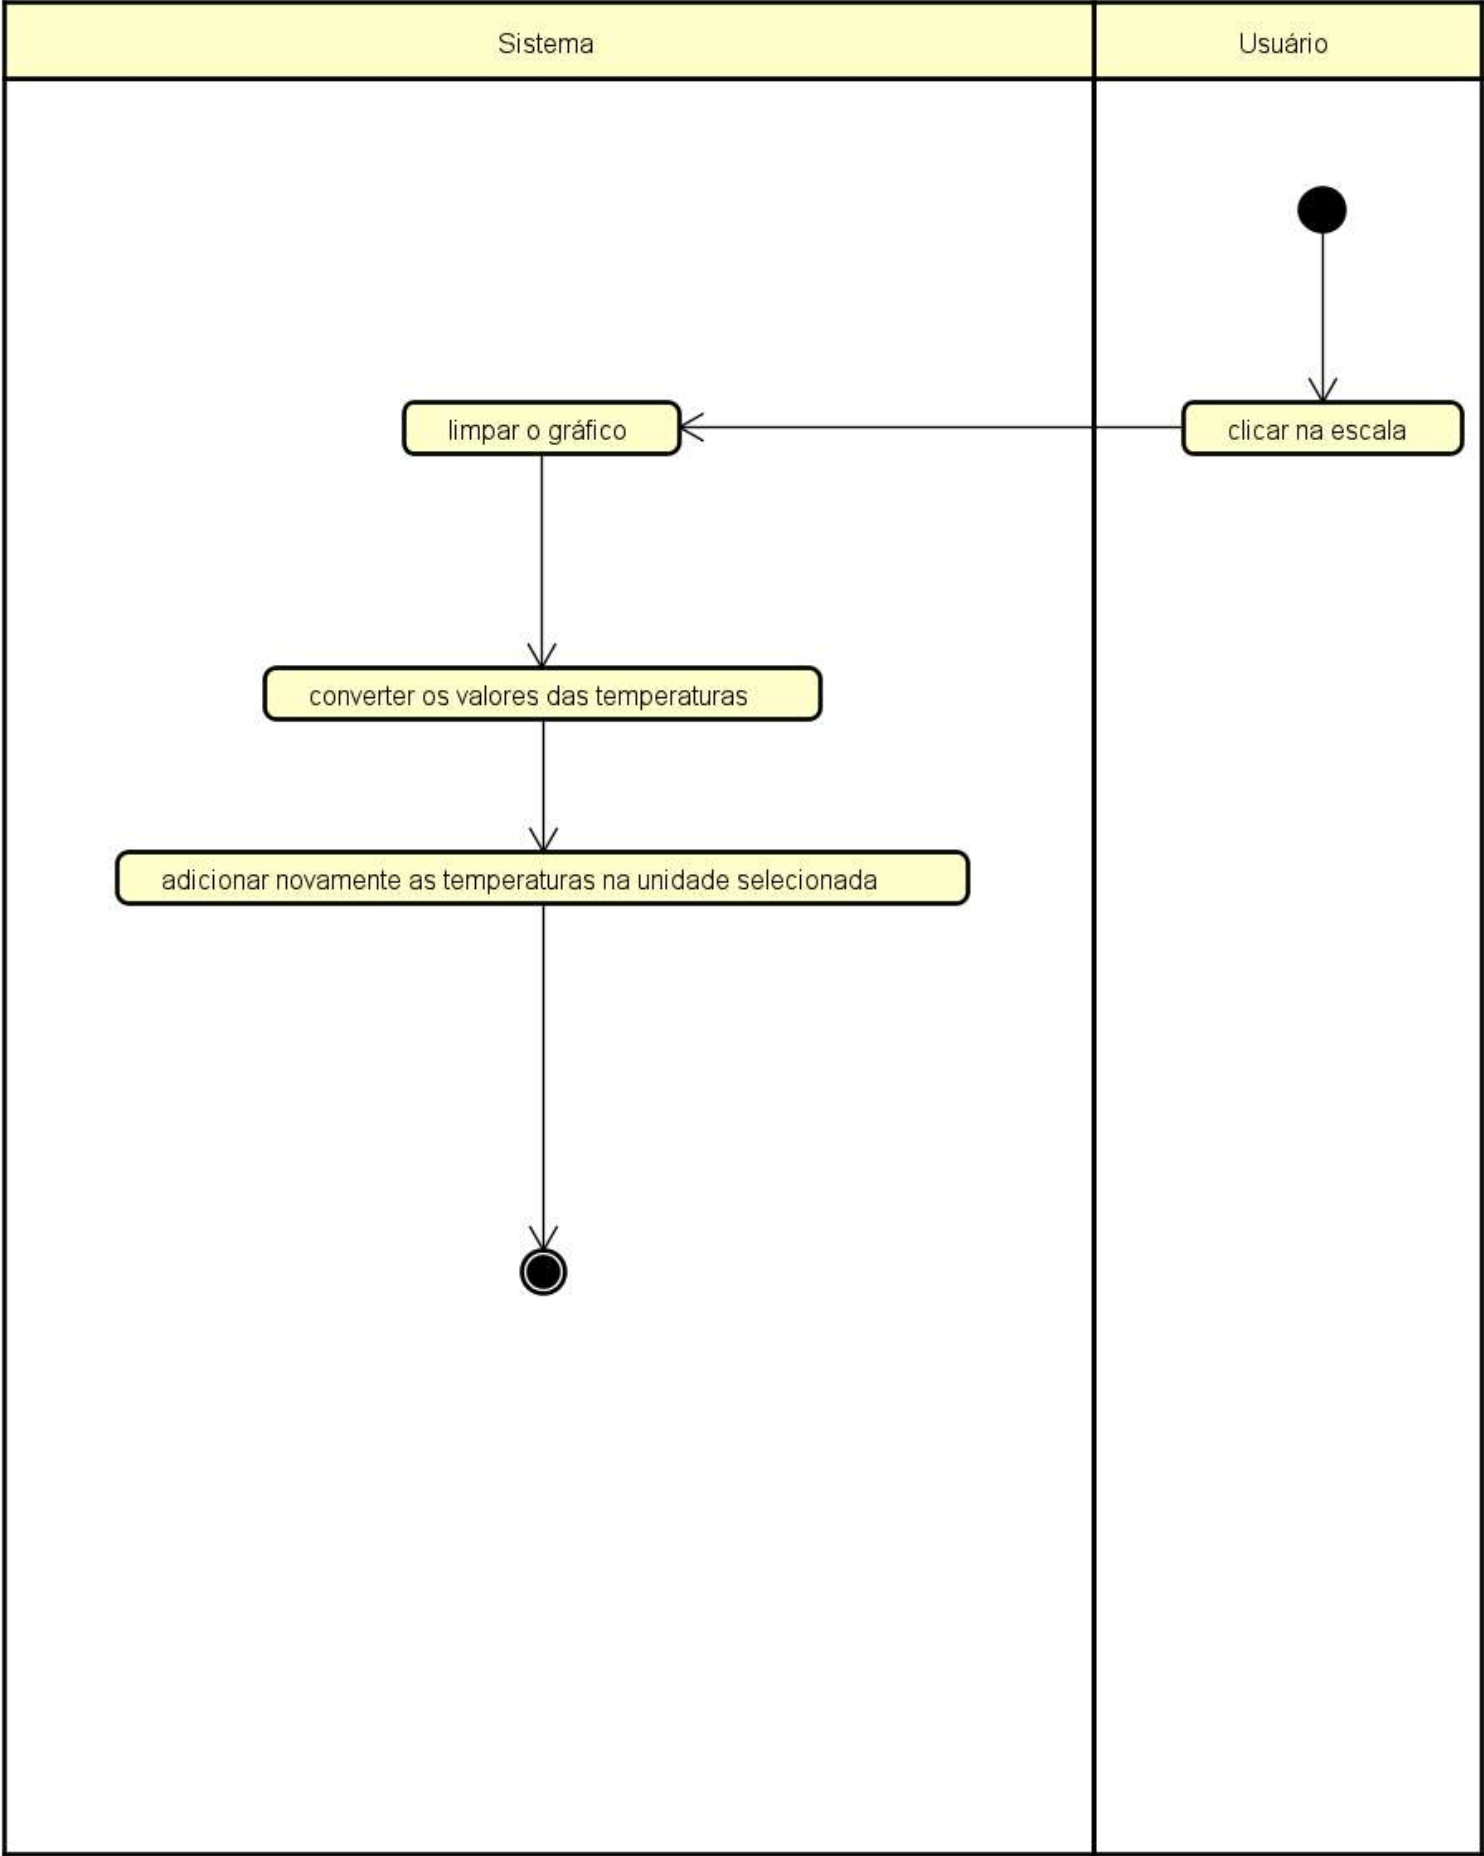 Sistema
Usuário
limpar o gráfico
clicar na escala
converter os valores das temperaturas
adicionar novamente as temperaturas na unidade selecionada